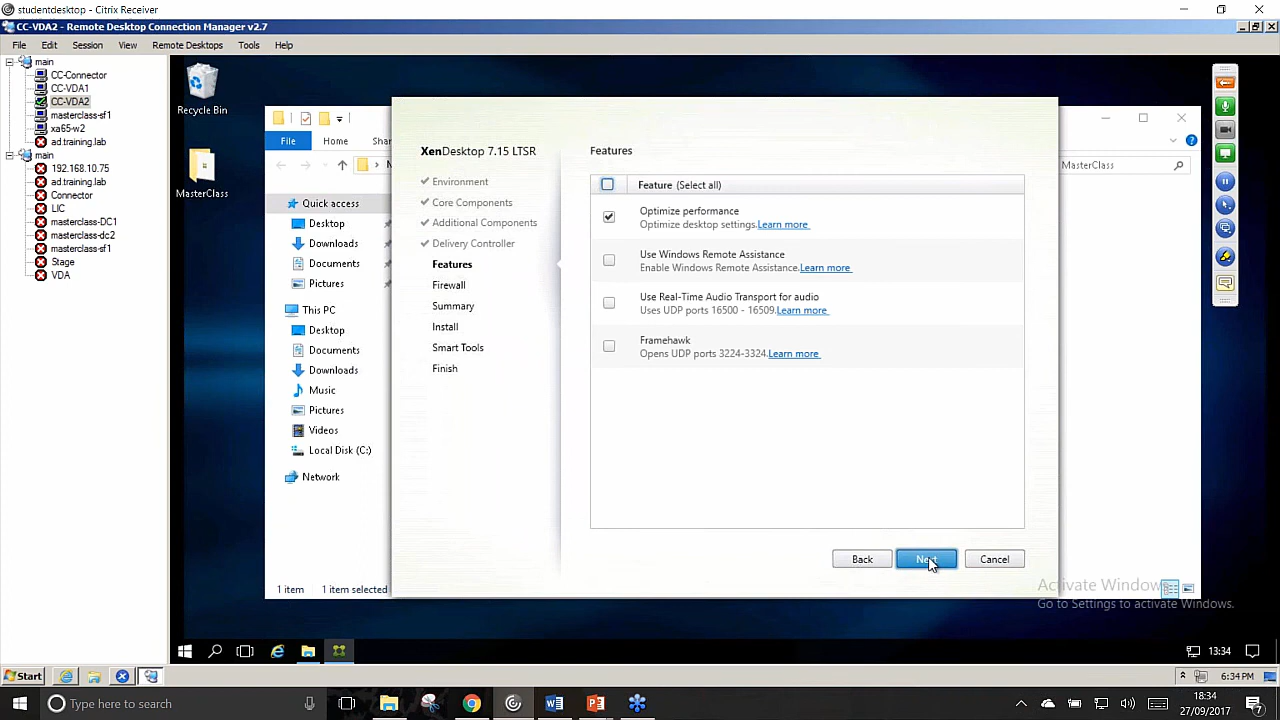 studentdesktop - Citrix Receiver
CC-VDA2 - Remote Desktop Connection Manager v2.7
File Edit Session View Remote Desktops Tools Help
main
CC-Connector
CC-VDA1
CC-VDA2
masterclass-sf1
xa65-w2
ad.training.lab
main
192.168.10.75
ad.training.lab
Connector
LIC
masterclass-DC1
masterclass-dc2
masterclass-sf1
Stage
VDA
Recycle Bin
MasterClass
File Home
MasterClass
Quick access
Desktop
Downloads
Documents
Pictures
This PC
Desktop
Documents
Downloads
Music
Pictures
Videos
Local Disk (C:)
Network
1 item 1 item selected
XenDesktop 7.15 LTSR
Environment
Core Components
Additional Components
Delivery Controller
Features
Firewall
Summary
Install
Smart Tools
Finish
Features
Feature (Select all)
Optimize performance
Optimize desktop settings. Learn more
Use Windows Remote Assistance
Enable Windows Remote Assistance. Learn more
Use Real-Time Audio Transport for audio
Uses UDP ports 16500 - 16509. Learn more
Framehawk
Opens UDP ports 3224-3324. Learn more
Back Next Cancel
Activate Windows
Go to Settings to activate Windows.
13:34
Start
6:34 PM
Type here to search
18:34
27/09/2017